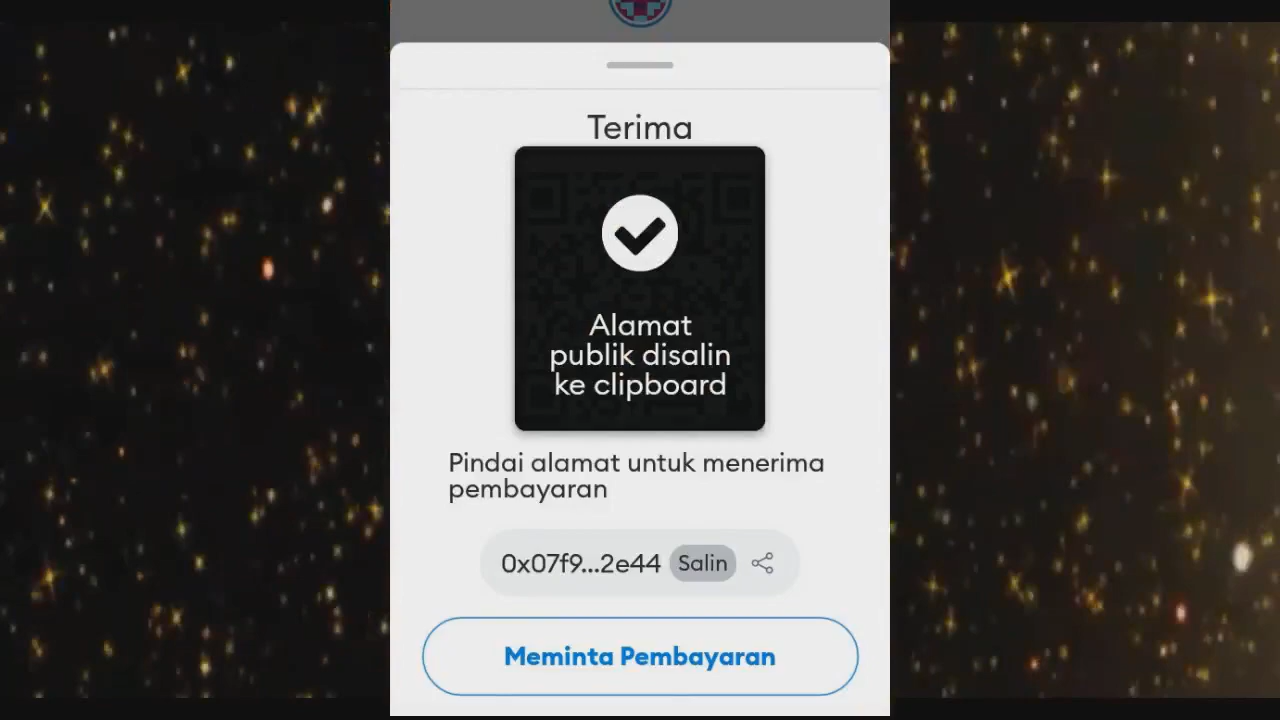 Terima
Alamat
publik disalin
ke clipboard
Pindai alamat untuk menerima
pembayaran
0x07f9...2e44 Salin
Meminta Pembayaran